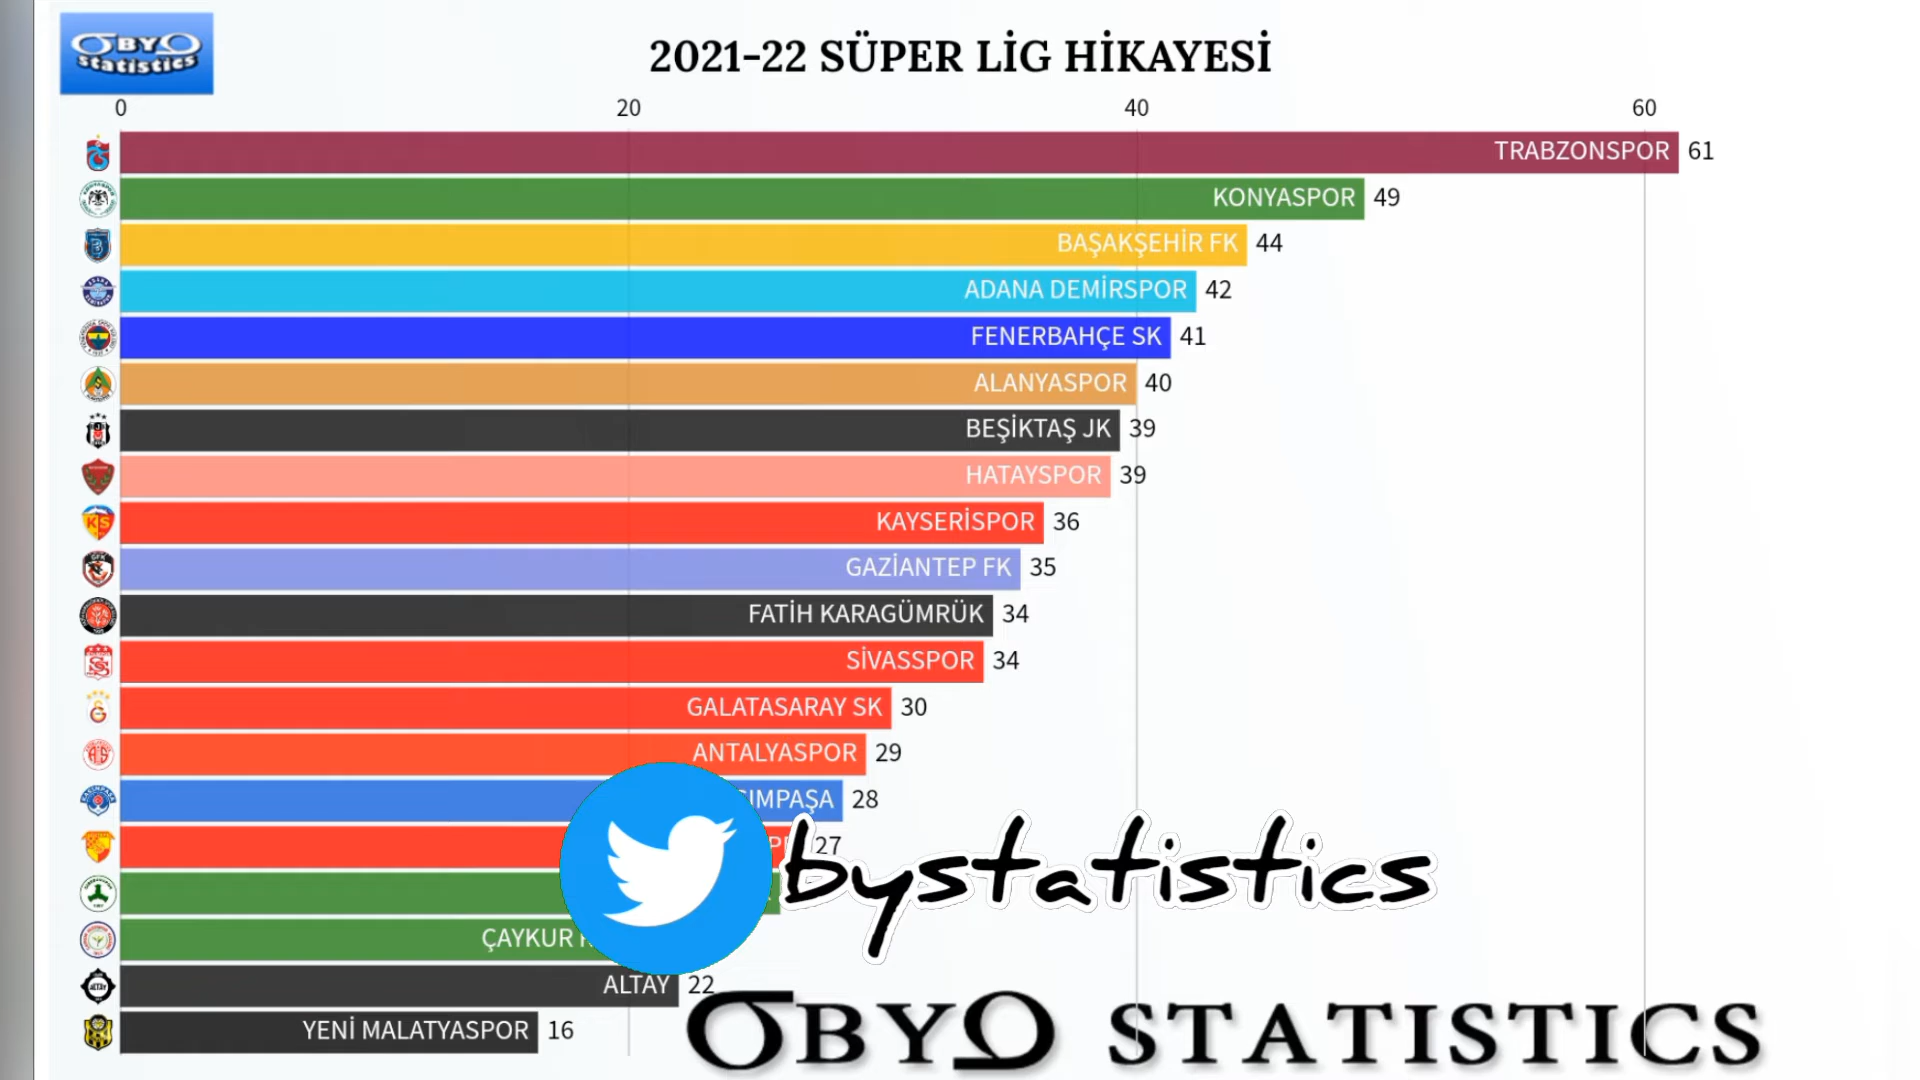 BY
statistics
2021-22 SÜPER LİG HİKAYESİ
0 20 40 60
TRABZONSPOR 61
KONYASPOR 49
BAŞAKŞEHİR FK 44
ADANA DEMİRSPOR 42
FENERBAHÇE SK 41
ALANYASPOR 40
BEŞİKTAŞ JK 39
HATAYSPOR 39
KAYSERİSPOR 36
GAZİANTEP FK 35
FATİH KARAGÜMRÜK 34
SİVASSPOR 34
GALATASARAY SK 30
ANTALYASPOR 29
28
27
bystatistics
ÇAYKUR
ALTAY 22
YENİ MALATYASPOR 16
BY STATISTICS